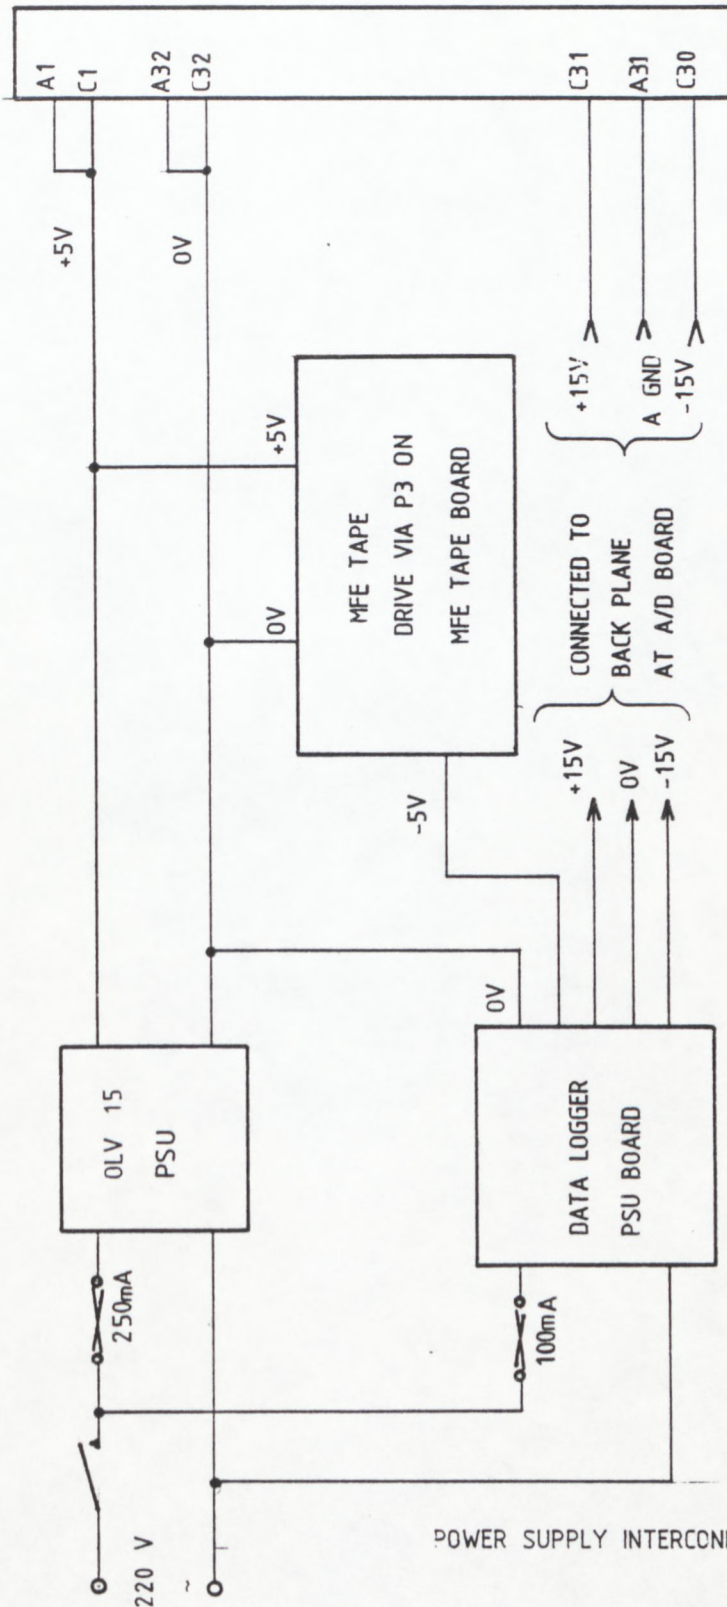 220 V
~
250mA
OLV 15
PSU
+5V
0V
A1
C1
A32
C32
100mA
DATA LOGGER
PSU BOARD
0V
-5V
0V
+5V
MFE TAPE
DRIVE VIA P3 ON
MFE TAPE BOARD
+15V
0V
-15V
CONNECTED TO
BACK PLANE
AT A/D BOARD
+15V
A GND
-15V
C31
A31
C30
POWER SUPPLY